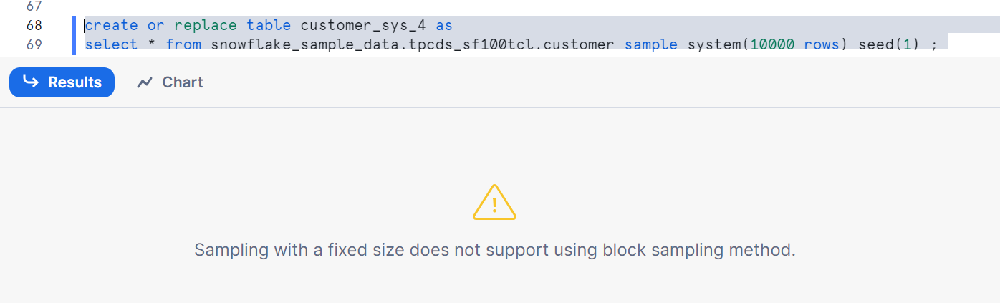 67
68 create or replace table customer_sys_4 as
69 select * from snowflake_sample_data.tpcds_sf100tcl.customer sample system(10000 rows) seed(1) ;
Results Chart
Sampling with a fixed size does not support using block sampling method.